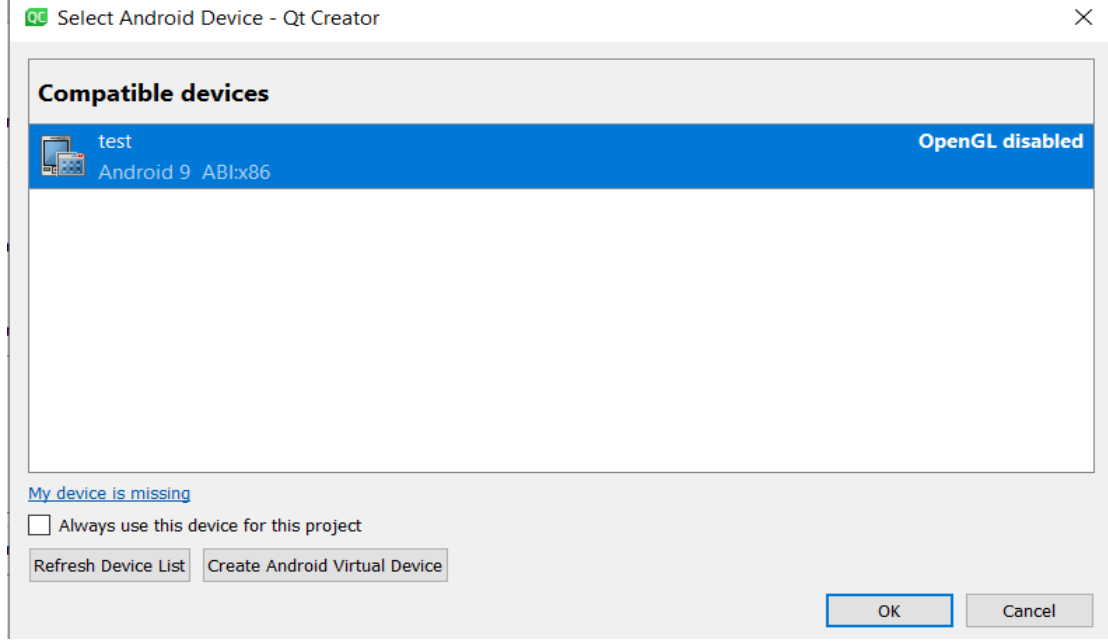 QC Select Android Device - Qt Creator
Compatible devices
test OpenGL disabled
Android 9 ABI:x86
My device is missing
Always use this device for this project
Refresh Device List Create Android Virtual Device
OK Cancel